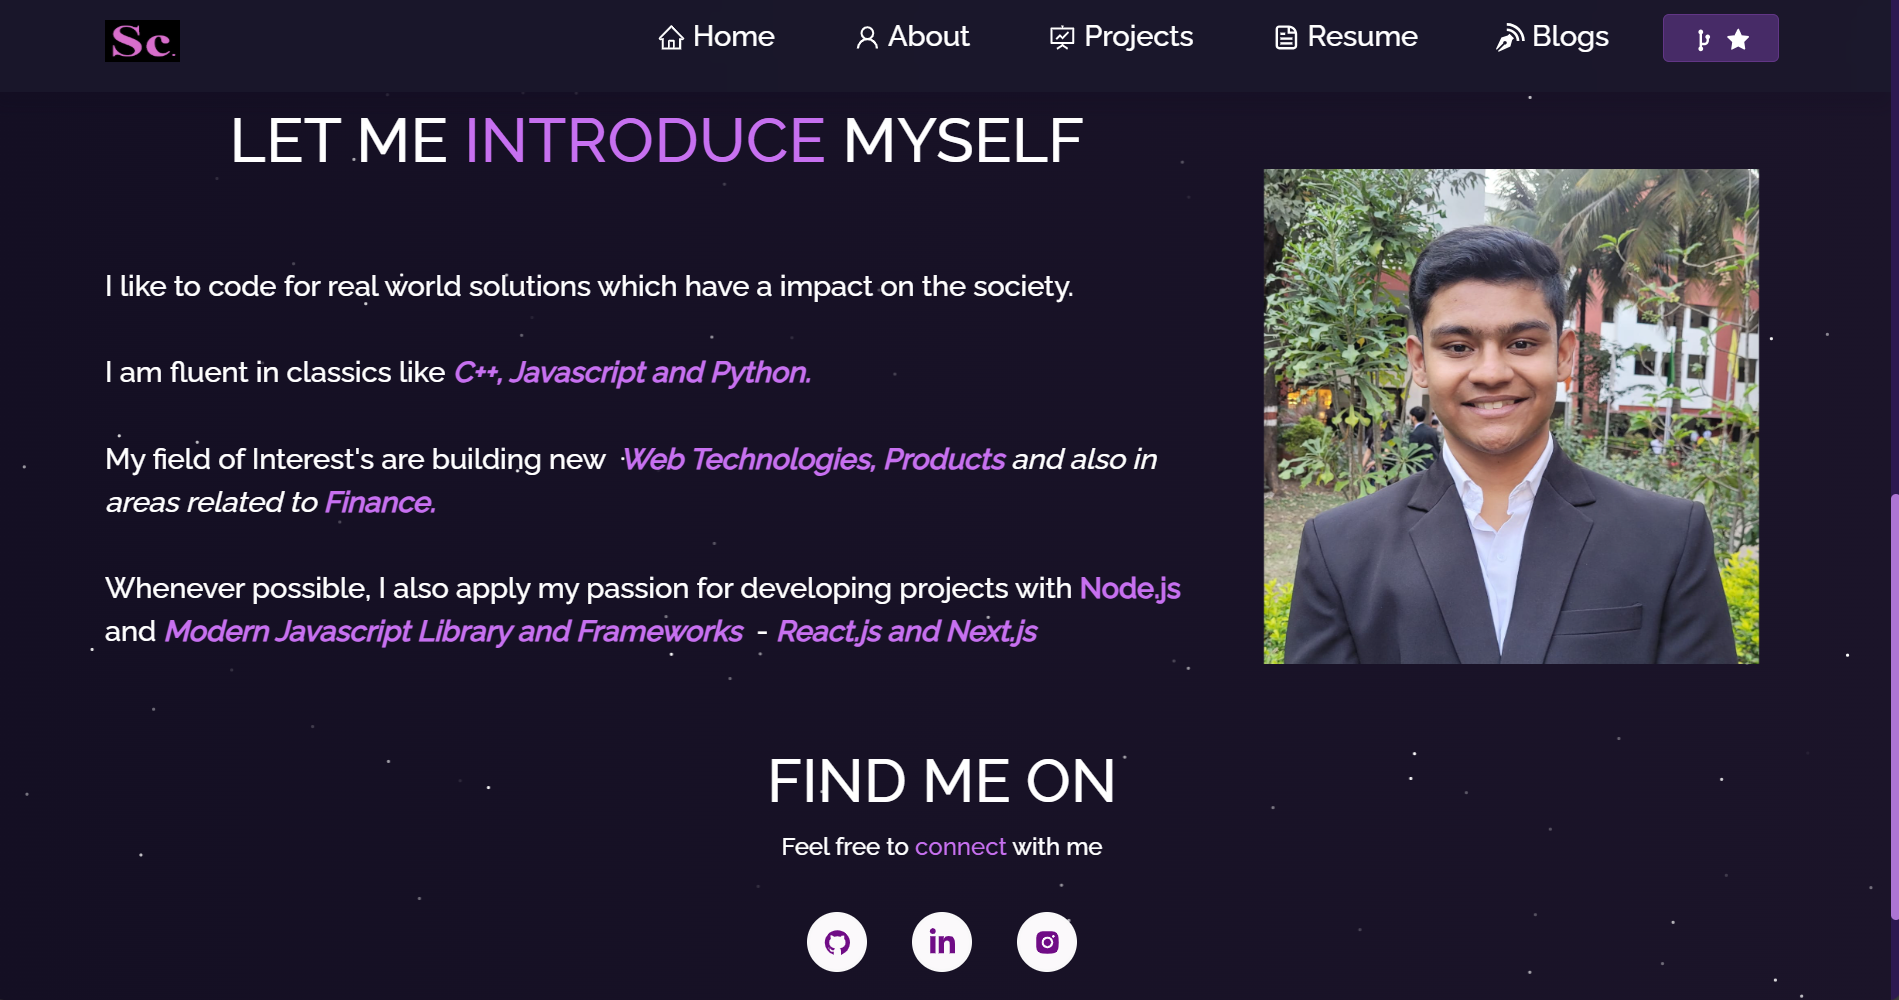 Sc.
Home About Projects Resume Blogs
LET ME INTRODUCE MYSELF
I like to code for real world solutions which have a impact on the society.
I am fluent in classics like C++, Javascript and Python.
My field of Interest's are building new Web Technologies, Products and also in
areas related to Finance.
Whenever possible, I also apply my passion for developing projects with Node.js
and Modern Javascript Library and Frameworks - React.js and Next.js
FIND ME ON
Feel free to connect with me
in